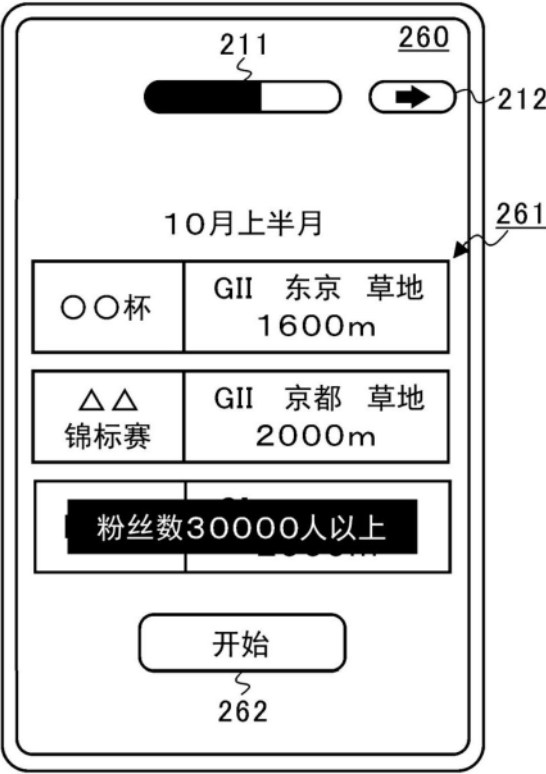 260
211
212
261
10月上半月
〇〇杯
GII 东京 草地
1600m
△△
锦标赛
GII 京都 草地
2000m
粉丝数30000人以上
开始
262